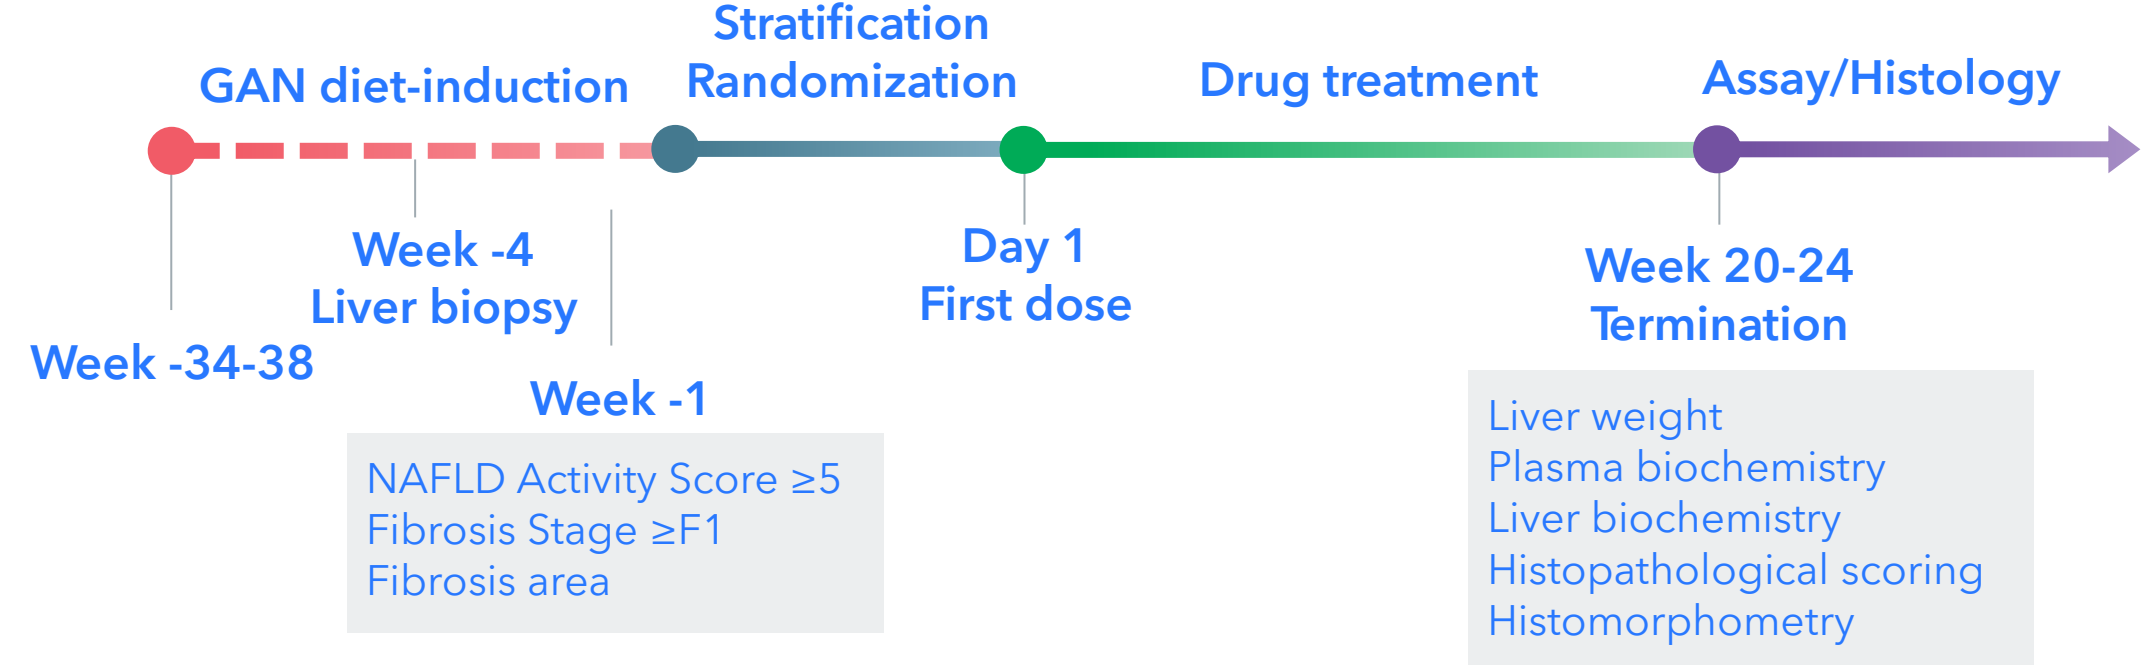 Stratification
Randomization
GAN diet-induction
Drug treatment
Assay/Histology
Week -4
Liver biopsy
Day 1
First dose
Week 20-24
Termination
Week -34-38
Week -1
NAFLD Activity Score ≥5
Fibrosis Stage ≥F1
Fibrosis area
Liver weight
Plasma biochemistry
Liver biochemistry
Histopathological scoring
Histomorphometry